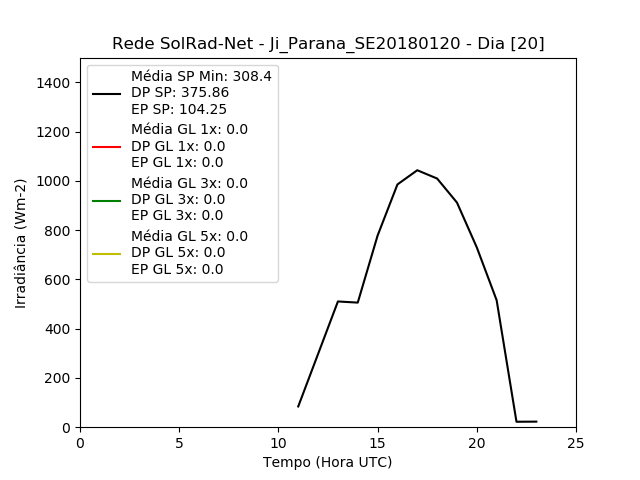 Rede SolRad-Net - Ji_Parana_SE20180120 - Dia [20]
Média SP Min: 308.4
DP SP: 375.86
EP SP: 104.25
Média GL 1x: 0.0
DP GL 1x: 0.0
EP GL 1x: 0.0
Média GL 3x: 0.0
DP GL 3x: 0.0
EP GL 3x: 0.0
Média GL 5x: 0.0
DP GL 5x: 0.0
EP GL 5x: 0.0
Irradiância (Wm-2)
1400
1200
1000
800
600
400
200
0
0 5 10 15 20 25
Tempo (Hora UTC)